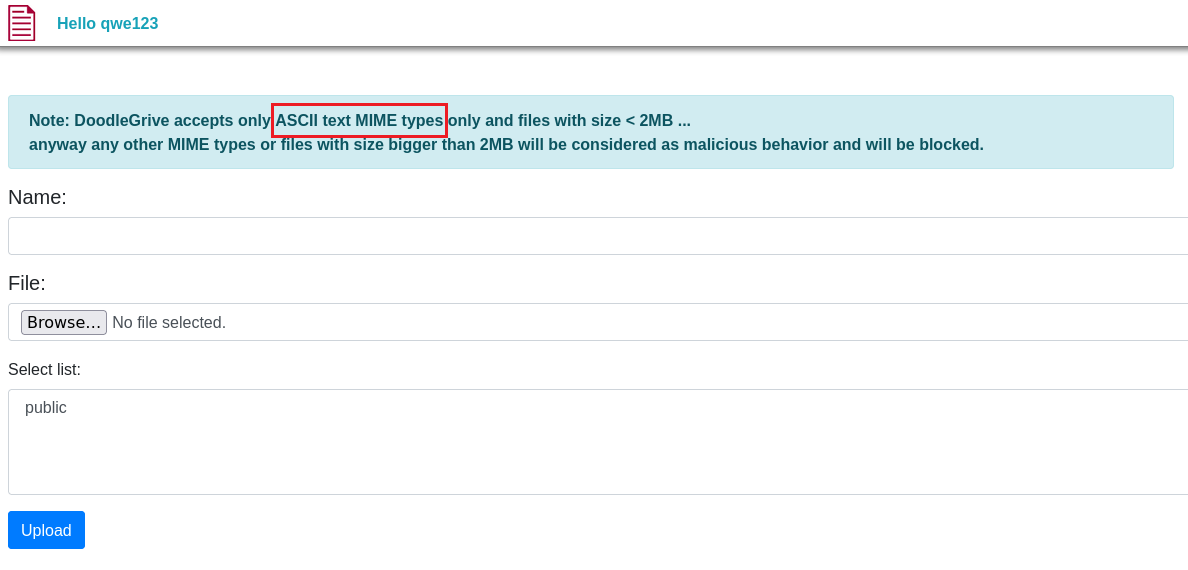 Hello qwe123
Note: DoodleGrive accepts only ASCII text MIME types only and files with size < 2MB ...
anyway any other MIME types or files with size bigger than 2MB will be considered as malicious behavior and will be blocked.
Name:
File:
Browse... No file selected.
Select list:
public
Upload